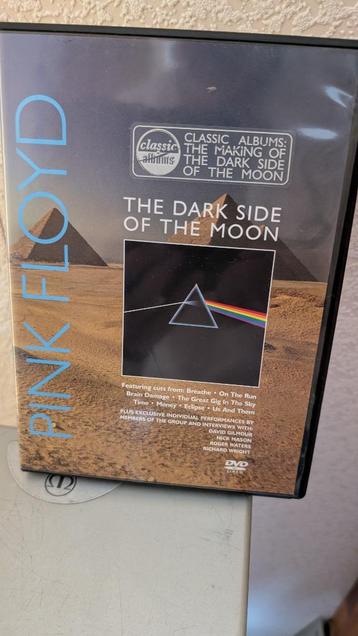 PINK FLOYD
classic
albums
CLASSIC ALBUMS:
THE MAKING OF
THE DARK SIDE
OF THE MOON
THE DARK SIDE
OF THE MOON
Featuring cuts from: Breathe • On The Run
Brain Damage • The Great Gig In The Sky
Time • Money • Eclipse • Us And Them
PLUS EXCLUSIVE INDIVIDUAL PERFORMANCES BY
MEMBERS OF THE GROUP AND INTERVIEWS WITH:
DAVID GILMOUR
NICK MASON
ROGER WATERS
RICHARD WRIGHT
DVD
VIDEO